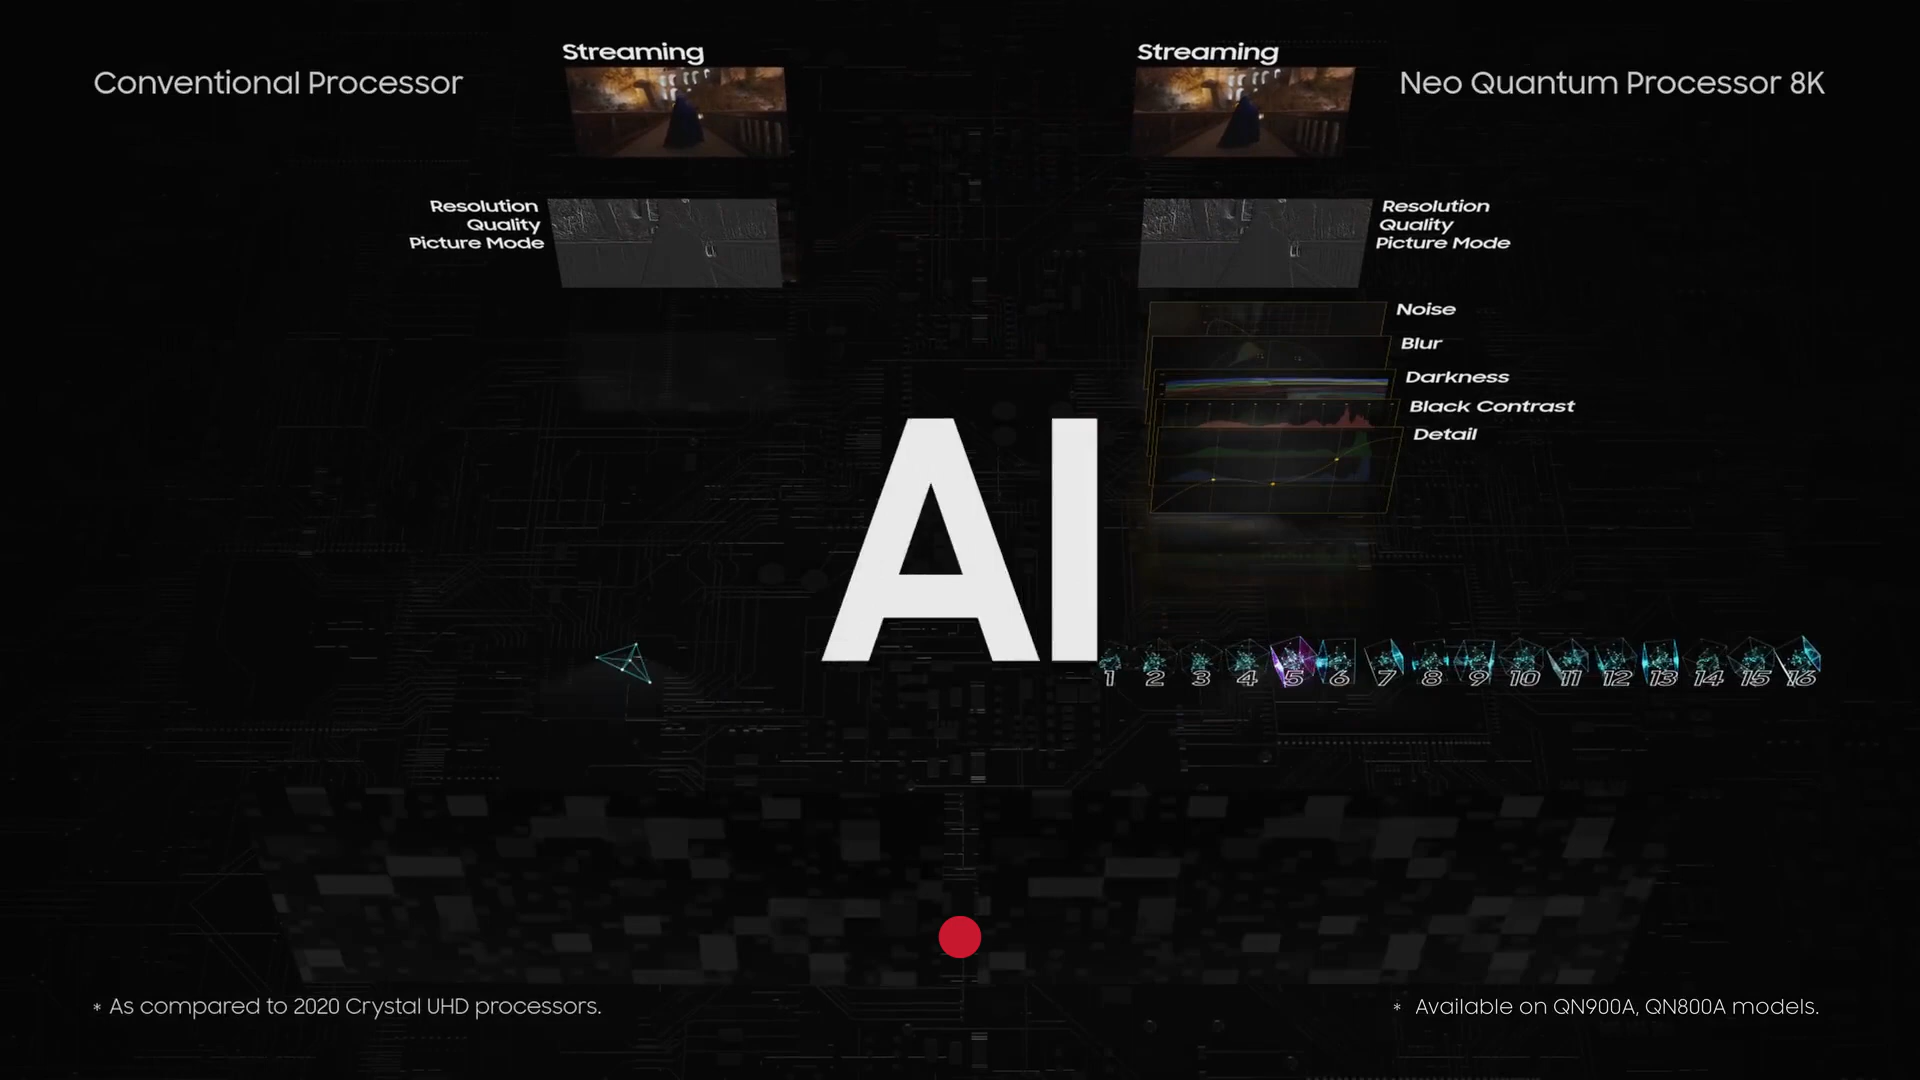 Conventional Processor
Streaming
Resolution
Quality
Picture Mode
Streaming
Neo Quantum Processor 8K
Resolution
Quality
Picture Mode
Noise
Blur
Darkness
Black Contrast
Detail
AI
1 2 3 4 5 6 7 8 9 10 11 12 13 14 15 16
* As compared to 2020 Crystal UHD processors.
* Available on QN900A, QN800A models.